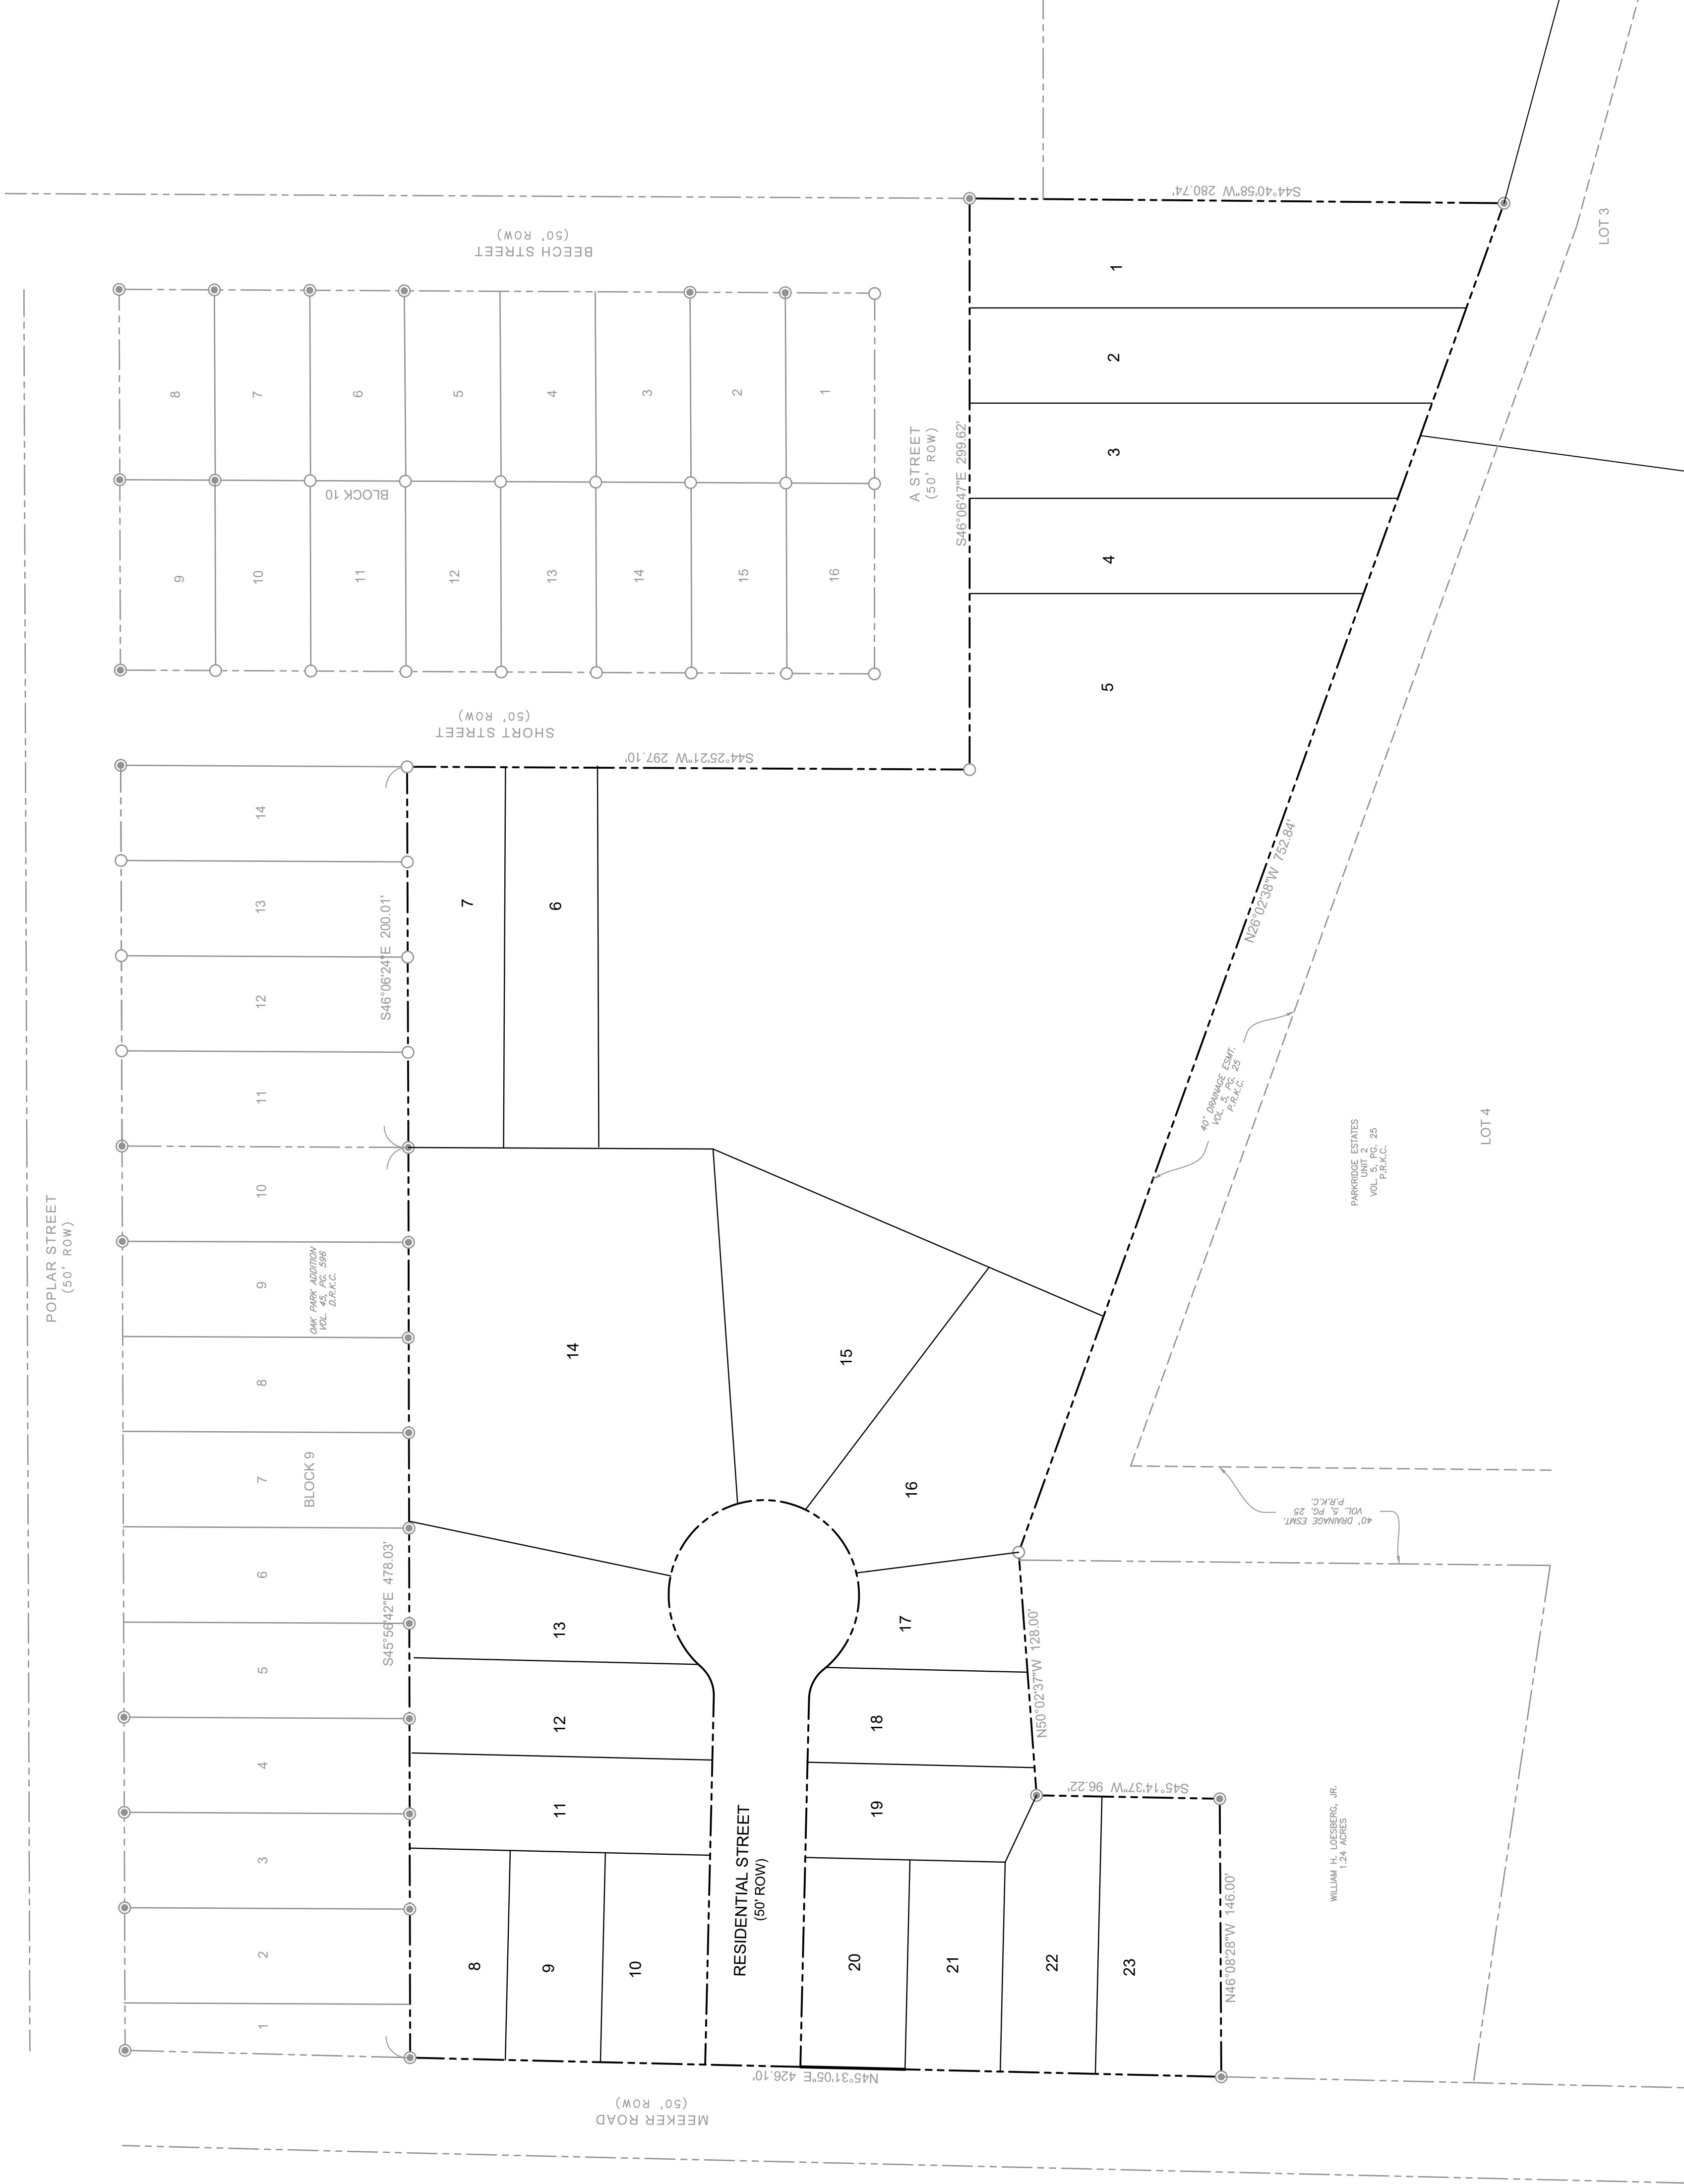 POPLAR STREET
(50' ROW)
BEECH STREET
(50' ROW)
SHORT STREET
(50' ROW)
A STREET
(50' ROW)
MEEKER ROAD
(50' ROW)
RESIDENTIAL STREET
(50' ROW)
8
7
6
5
4
3
2
1
BLOCK 10
9
10
11
12
13
14
15
16
14
13
12
11
10
9
8
7
6
5
4
3
2
1
BLOCK 9
OAK PARK ADDITION
VOL. 45, PG. 596
D.R.K.C.
S44°40'58"W 280.74'
S46°06'47"E 299.62'
S44°25'21"W 297.10'
S46°06'24"E 200.01'
S45°56'42"E 478.03'
N45°31'05"E 426.10'
N46°08'28"W 146.00'
S45°14'37"W 96.22'
N50°02'37"W 128.00'
N26°02'38"W 752.84'
1
2
3
4
5
6
7
8
9
10
11
12
13
14
15
16
17
18
19
20
21
22
23
40' DRAINAGE ESMT.
VOL. 5, PG. 25
P.R.K.C.
40' DRAINAGE ESMT.
VOL. 5, PG. 25
P.R.K.C.
PARKRIDGE ESTATES
UNIT 2
VOL. 5, PG. 25
P.R.K.C.
LOT 3
LOT 4
WILLIAM H. LOESBERG, JR.
1.24 ACRES